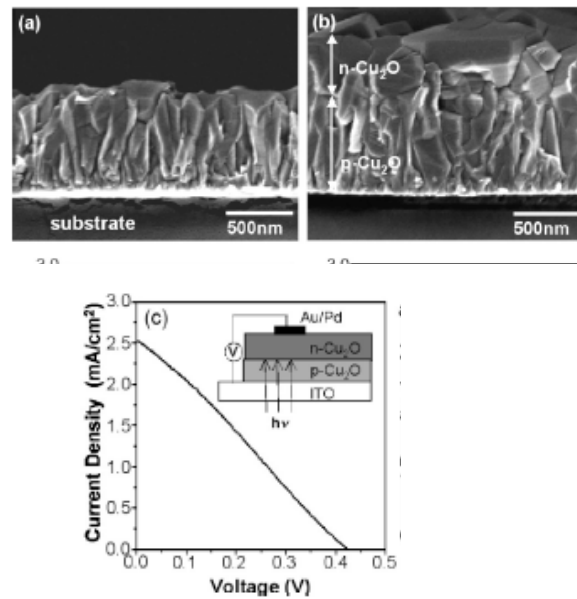 (a)
substrate
500nm
(b)
n-Cu₂O
p-Cu₂O
500nm
(c)
Au/Pd
V
n-Cu₂O
p-Cu₂O
ITO
hν
Current Density (mA/cm²)
3.0
2.5
2.0
1.5
1.0
0.5
0.0
0.0 0.1 0.2 0.3 0.4 0.5
Voltage (V)